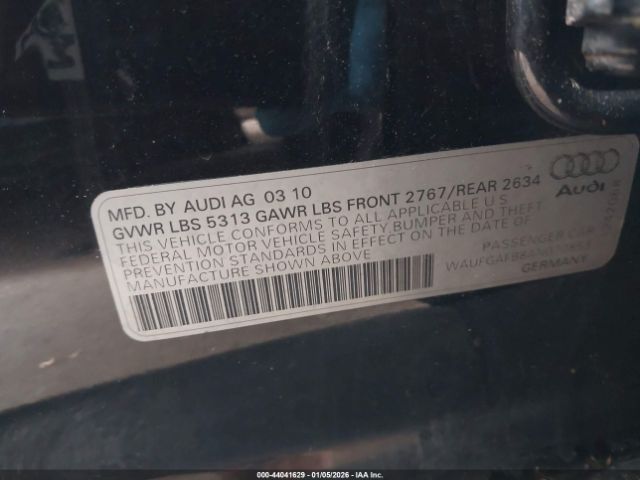 MFD. BY AUDI AG 03 10
GVWR LBS 5313 GAWR LBS FRONT 2767/REAR 2634
THIS VEHICLE CONFORMS TO ALL APPLICABLE U.S
FEDERAL MOTOR VEHICLE SAFETY,BUMPER AND THEFT
PREVENTION STANDARDS IN EFFECT ON THE DATE OF
MANUFACTURE SHOWN ABOVE
PASSENGER CAR
GERMANY
Audi
000-44041629 - 01/05/2026 - IAA Inc.